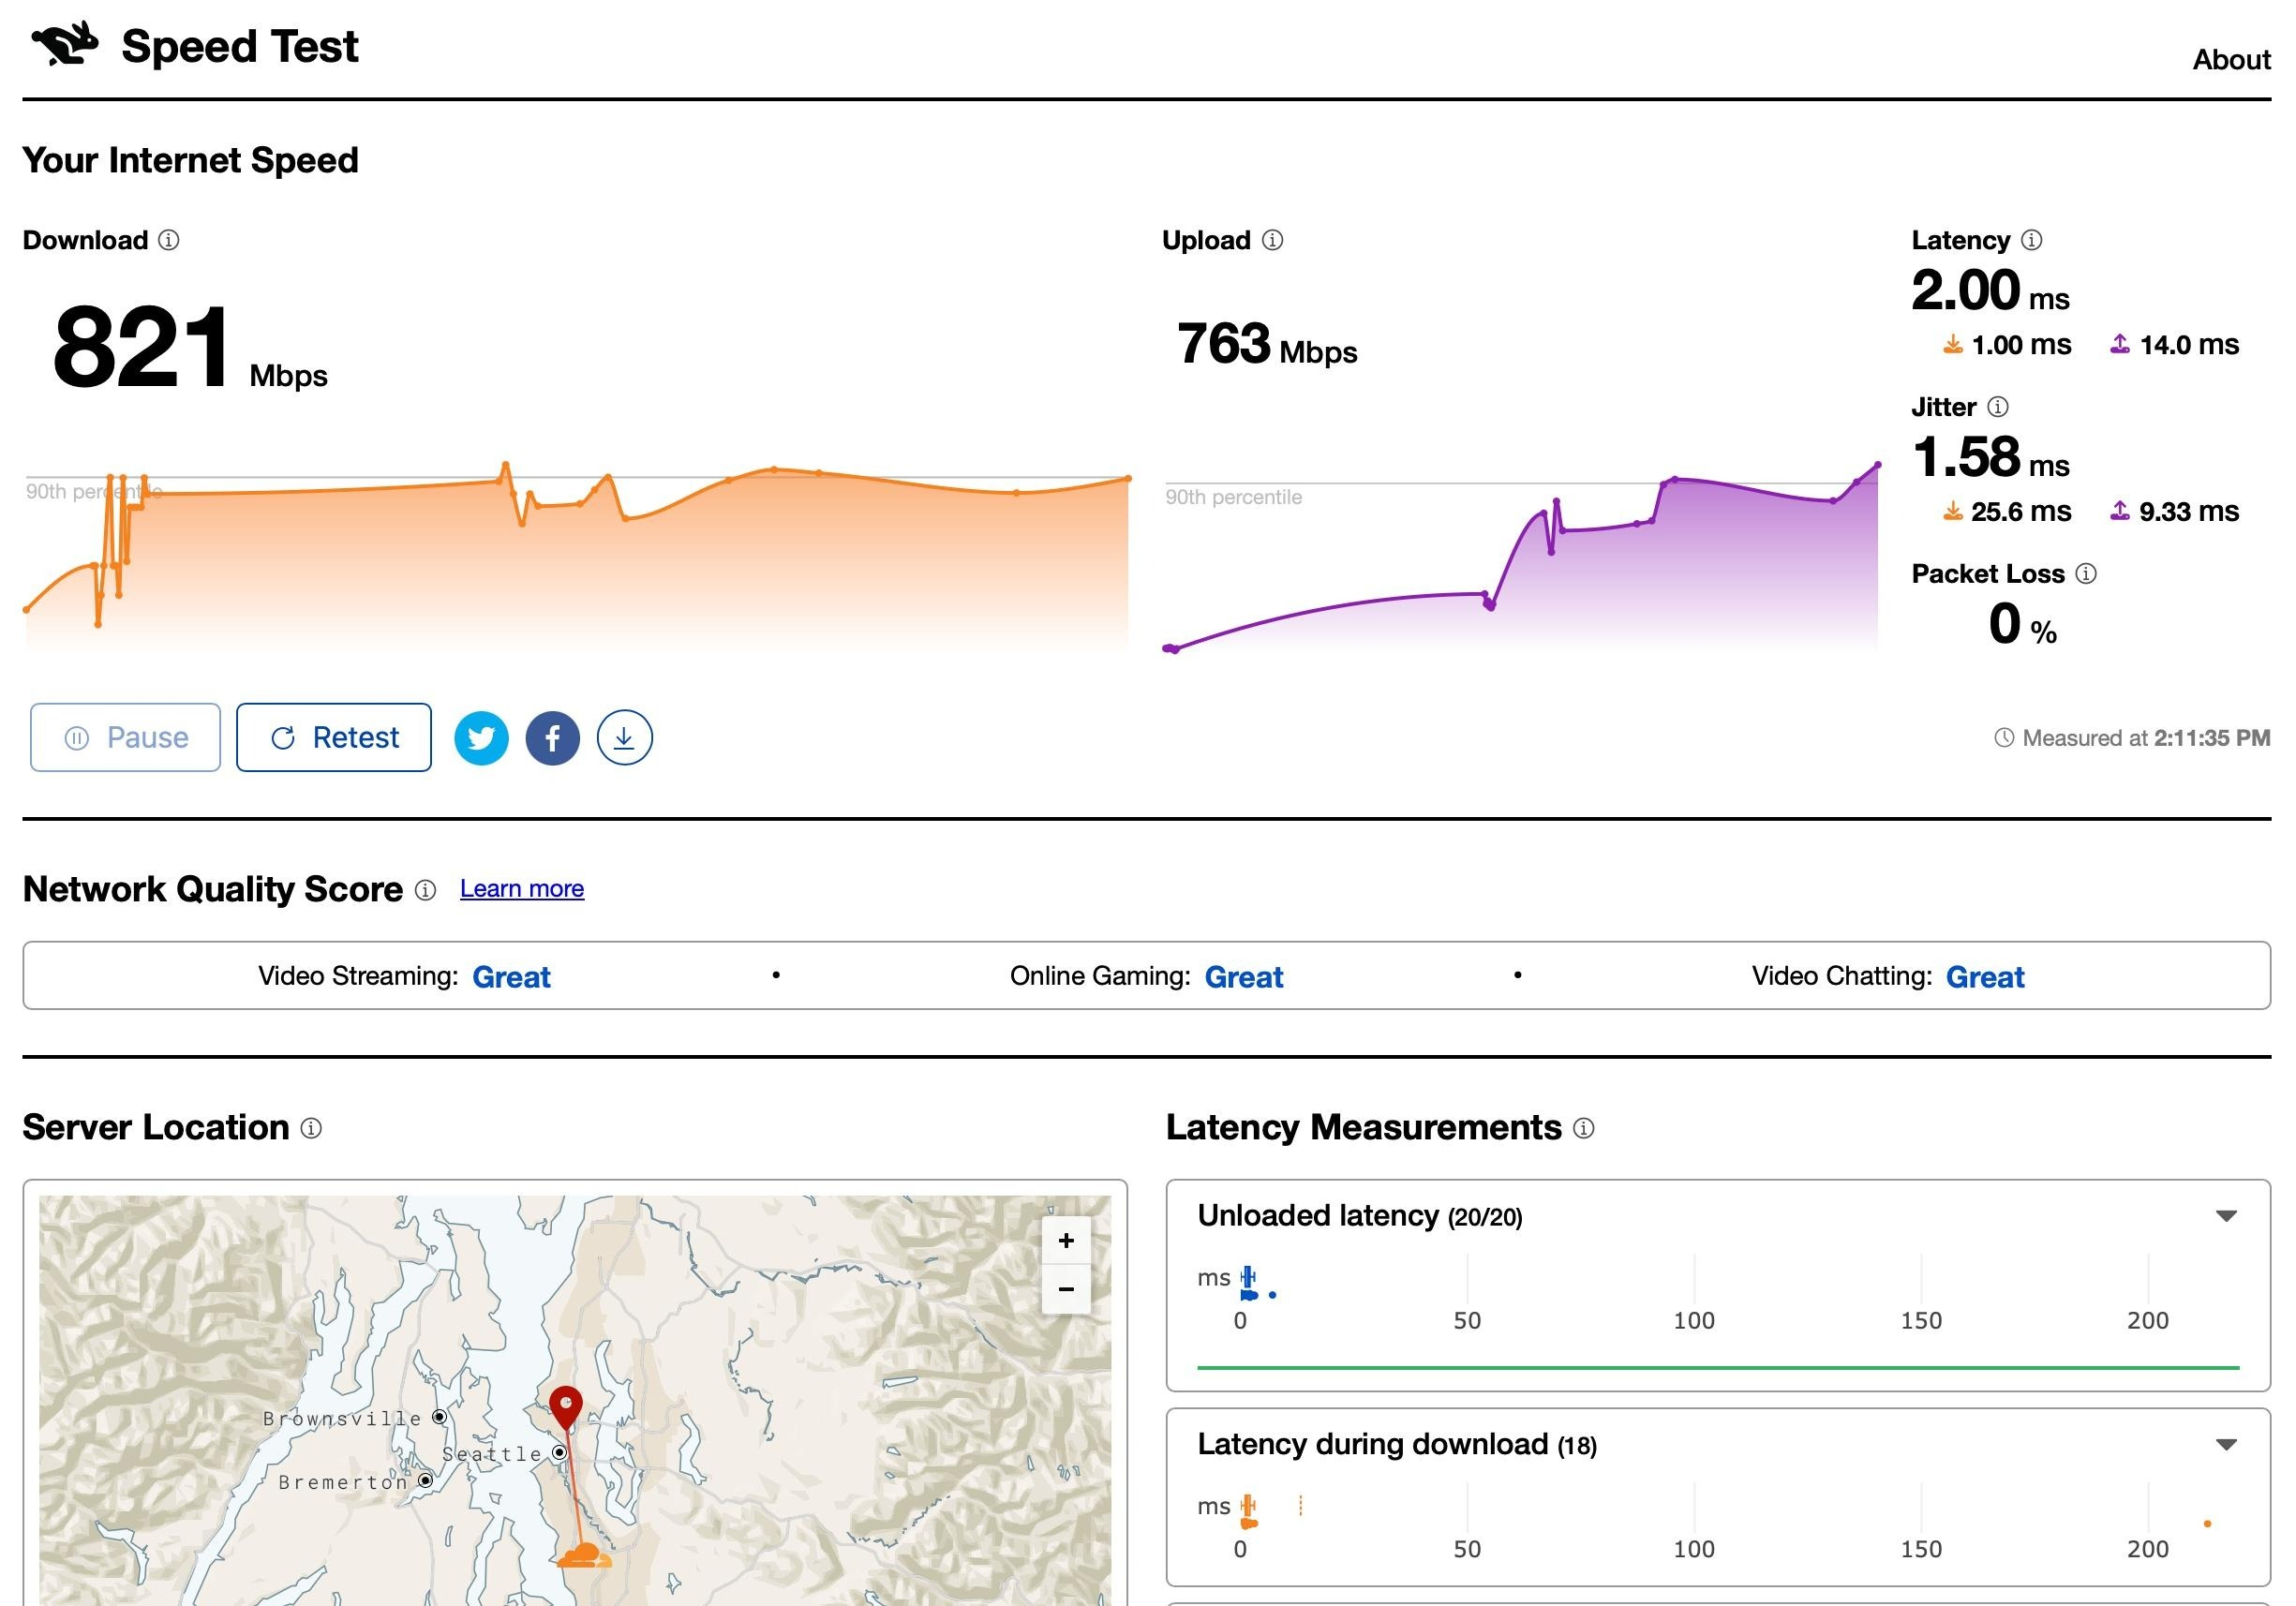 Speed Test
About
Your Internet Speed
Download
821 Mbps
90th percentile
Upload
763 Mbps
90th percentile
Latency
2.00 ms
1.00 ms 14.0 ms
Jitter
1.58 ms
25.6 ms 9.33 ms
Packet Loss
0 %
Pause
Retest
Measured at 2:11:35 PM
Network Quality Score Learn more
Video Streaming: Great · Online Gaming: Great · Video Chatting: Great
Server Location
+
−
Brownsville
Seattle
Bremerton
Latency Measurements
Unloaded latency (20/20)
ms
0 50 100 150 200
Latency during download (18)
ms
0 50 100 150 200